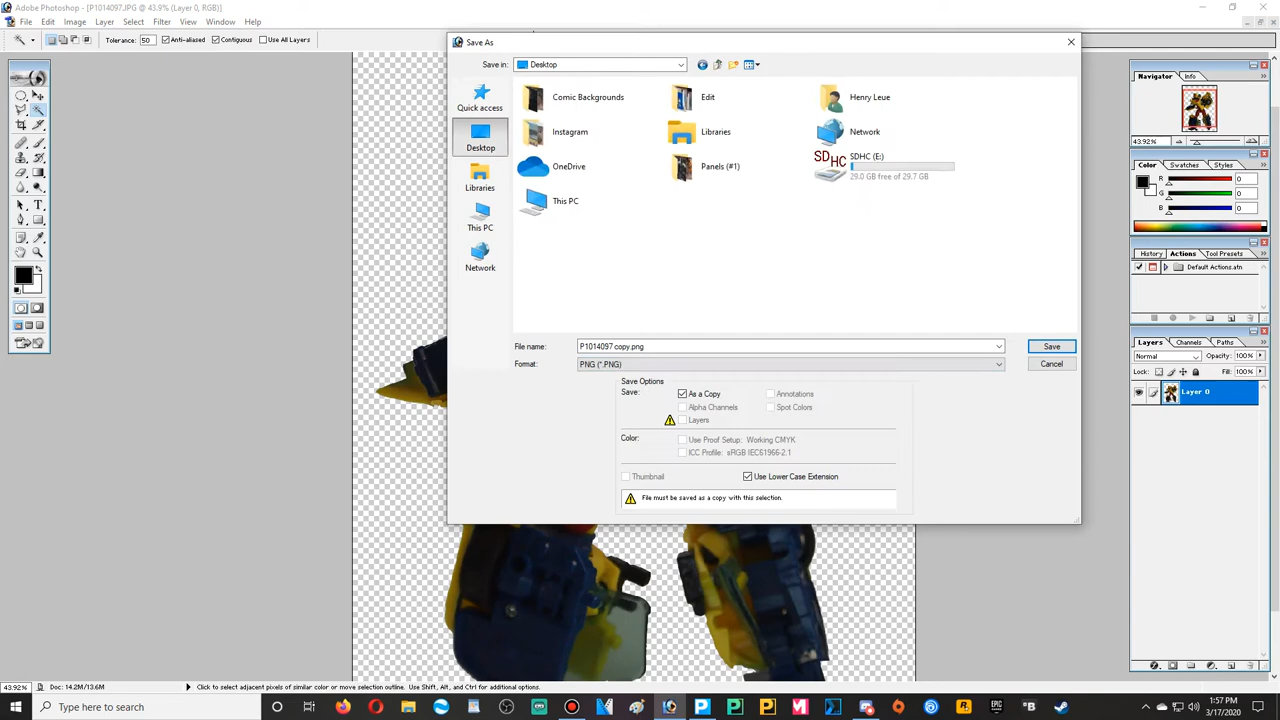 Adobe Photoshop - [P1014097.JPG @ 43.9% (Layer 0, RGB)]
File Edit Image Layer Select Filter View Window Help
Tolerance: 50 Anti-aliased Contiguous Use All Layers
Save As
Save in: Desktop
Quick access
Desktop
Libraries
This PC
Network
Comic Backgrounds Edit Henry Leue
Instagram Libraries Network
OneDrive Panels (#1) SDHC (E:)
29.0 GB free of 29.7 GB
This PC
File name: P1014097 copy.png Save
Format: PNG (*.PNG) Cancel
Save Options
Save: As a Copy Annotations
Alpha Channels Spot Colors
Layers
Color: Use Proof Setup: Working CMYK
ICC Profile: sRGB IEC61966-2.1
Thumbnail Use Lower Case Extension
File must be saved as a copy with this selection.
Navigator Info
43.92%
Color Swatches Styles
R 0
G 0
B 0
History Actions Tool Presets
Default Actions.atn
Layers Channels Paths
Normal Opacity: 100%
Lock: Fill: 100%
Layer 0
43.92% Doc: 14.2M/13.6M Click to select adjacent pixels of similar color or move selection outline. Use Shift, Alt, and Ctrl for additional options.
Type here to search
1:57 PM
3/17/2020